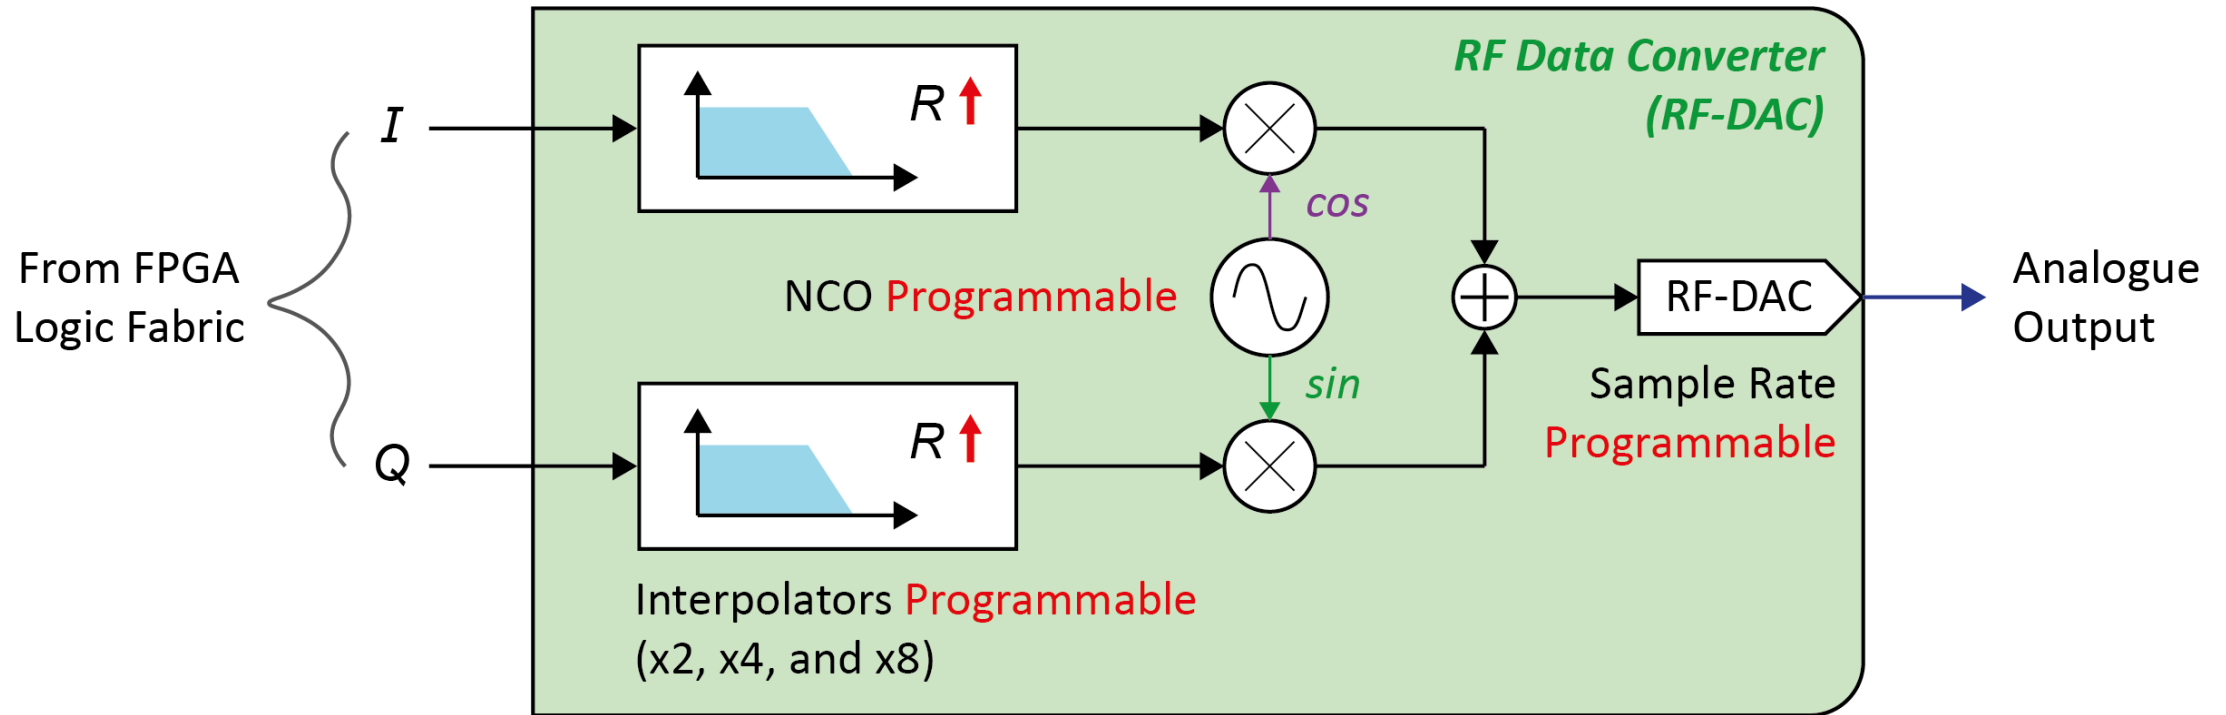 RF Data Converter
(RF-DAC)
I
R
cos
From FPGA
Logic Fabric
NCO Programmable
RF-DAC
Analogue
Output
sin
Sample Rate
Programmable
Q
R
Interpolators Programmable
(x2, x4, and x8)